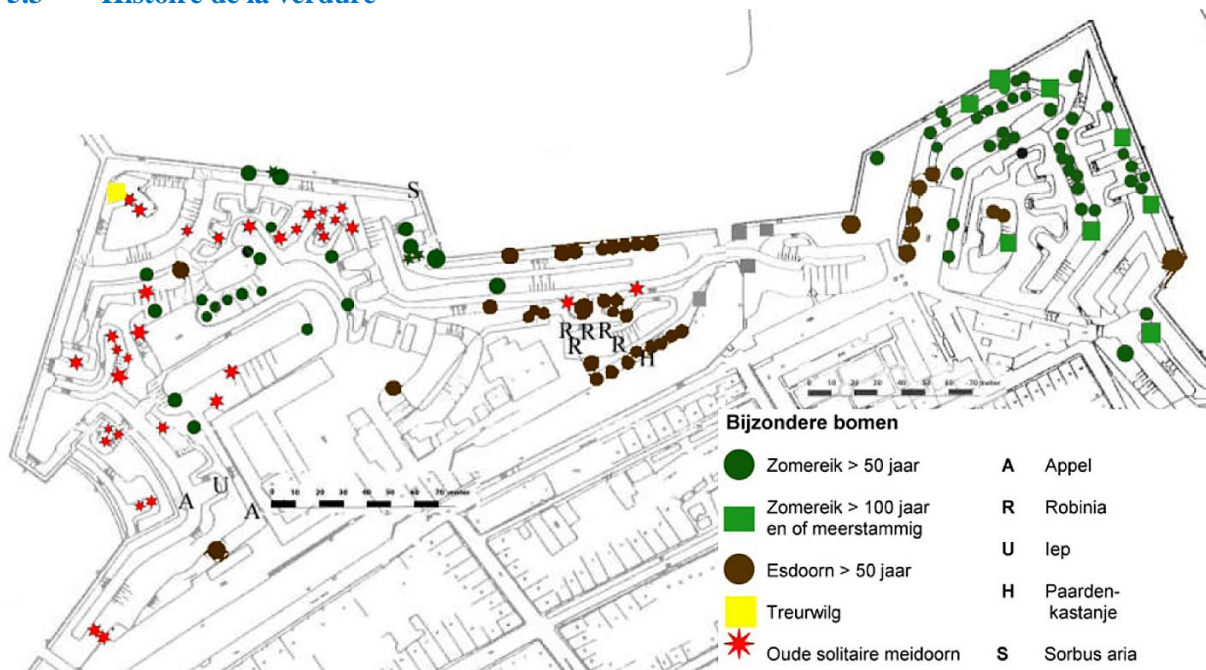 5.5 Histoire de la verdure
S
R R R
R R
H
A
U
A
0 10 20 30 40 50 60 70 meter
0 10 20 30 40 50 60 70 meter
Bijzondere bomen
Zomereik > 50 jaar
Zomereik > 100 jaar
en of meerstammig
Esdoorn > 50 jaar
Treurwilg
Oude solitaire meidoorn
A Appel
R Robinia
U Iep
H Paarden-
kastanje
S Sorbus aria